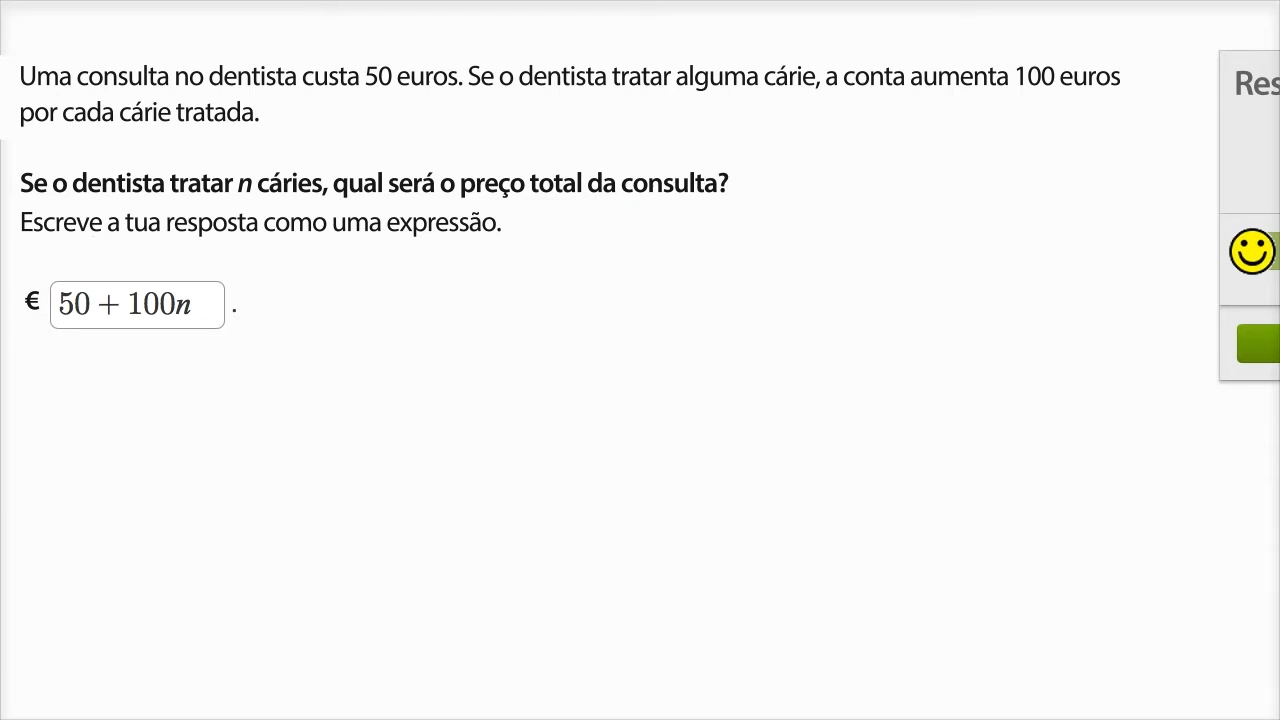 Uma consulta no dentista custa 50 euros. Se o dentista tratar alguma cárie, a conta aumenta 100 euros
por cada cárie tratada.
Se o dentista tratar n cáries, qual será o preço total da consulta?
Escreve a tua resposta como uma expressão.
€ 50 + 100n .
Res